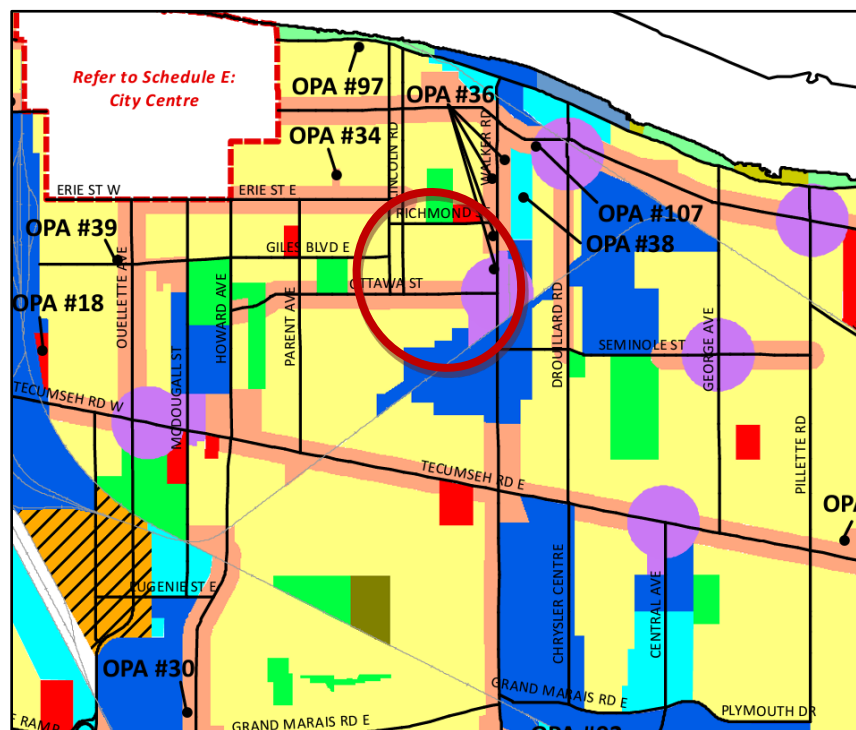 Refer to Schedule E:
City Centre
OPA #97
OPA #36
OPA #34
LINCOLN RD
WALKER RD
ERIE ST W
ERIE ST E
RICHMOND ST
OPA #107
OPA #39
OPA #38
GILES BLVD E
OUELLETTE AVE
OTTAWA ST
OPA #18
HOWARD AVE
PARENT AVE
MCDOUGALL ST
DROUILLARD RD
SEMINOLE ST
GEORGE AVE
TECUMSEH RD W
PILLETTE RD
TECUMSEH RD E
OPA
CHRYSLER CENTRE
CENTRAL AVE
EUGENIE ST E
OPA #30
GRAND MARAIS RD E
PLYMOUTH DR
E RAMP
GRAND MARAIS RD E